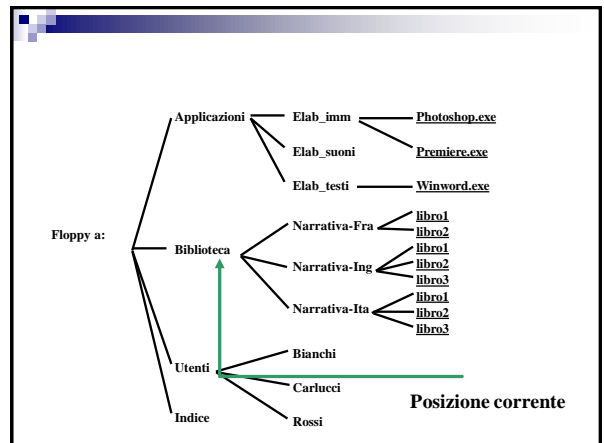 Applicazioni
Elab_imm
Photoshop.exe
Elab_suoni
Premiere.exe
Elab_testi
Winword.exe
Floppy a:
Biblioteca
Narrativa-Fra
libro1
libro2
Narrativa-Ing
libro1
libro2
libro3
Narrativa-Ita
libro1
libro2
libro3
Utenti
Bianchi
Carlucci
Rossi
Indice
Posizione corrente